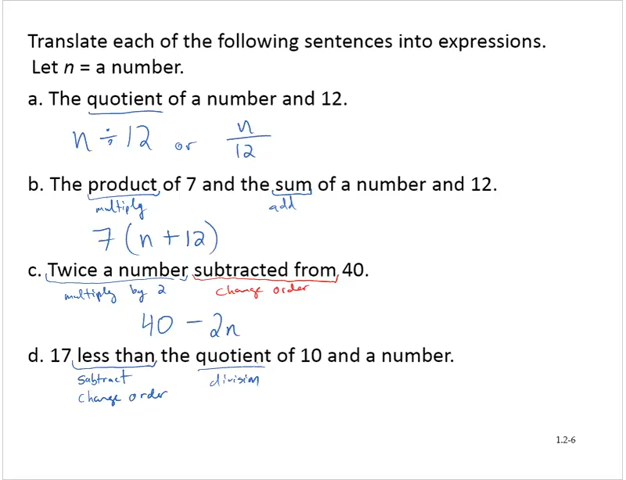 Translate each of the following sentences into expressions.
Let n = a number.
a. The quotient of a number and 12.
n ÷ 12 or n/12
b. The product of 7 and the sum of a number and 12.
multiply add
7 (n + 12)
c. Twice a number subtracted from 40.
multiply by 2 change order
40 - 2n
d. 17 less than the quotient of 10 and a number.
subtract division
change order
1.2-6